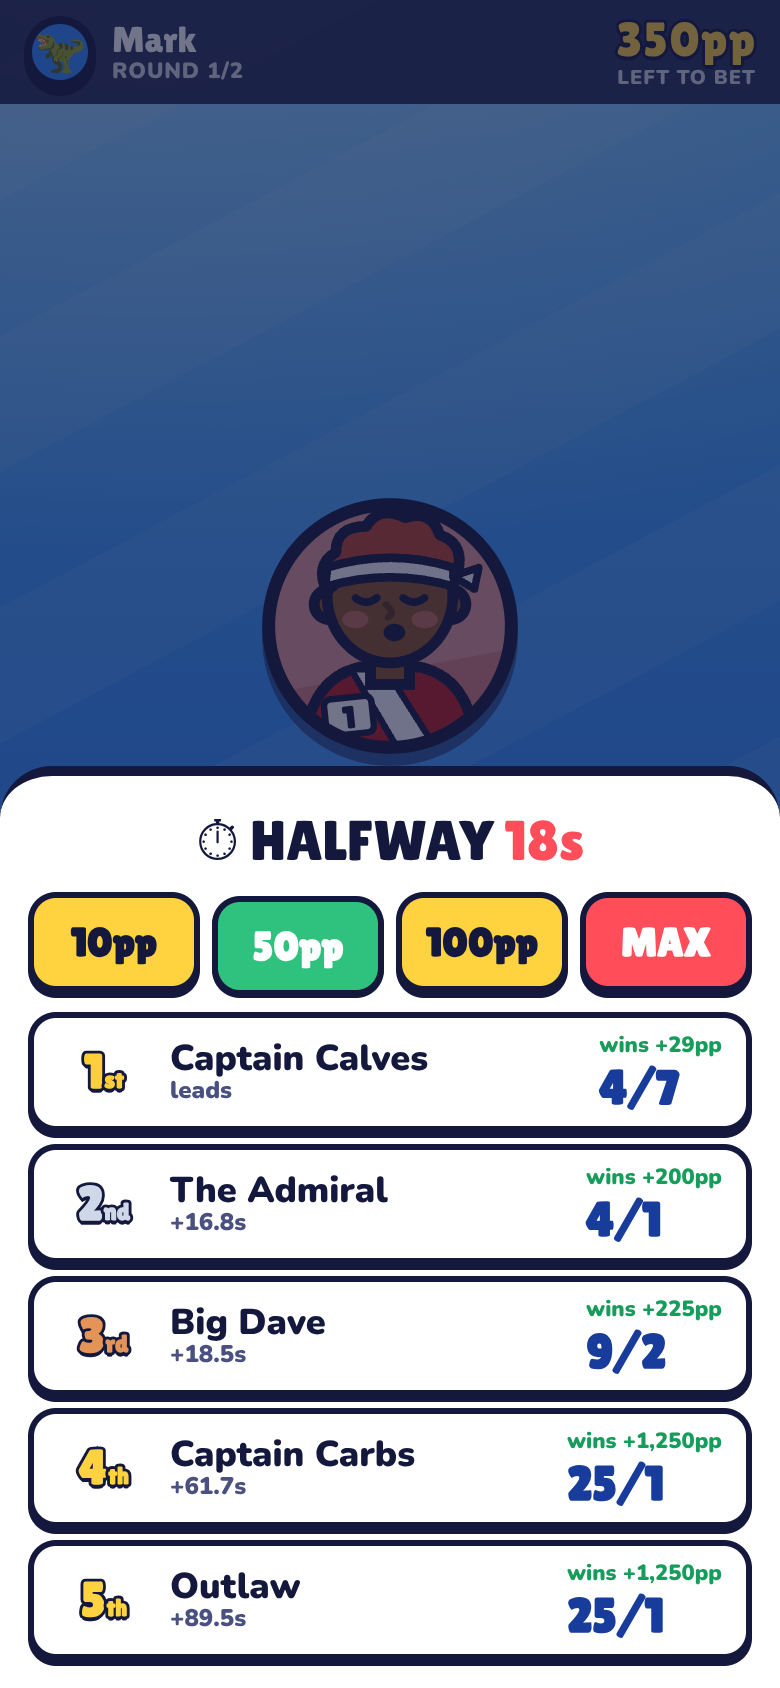 Mark
ROUND 1/2
350pp
LEFT TO BET
1
⏱ HALFWAY 18s
10pp
50pp
100pp
MAX
1st
Captain Calves
leads
wins +29pp
4/7
2nd
The Admiral
+16.8s
wins +200pp
4/1
3rd
Big Dave
+18.5s
wins +225pp
9/2
4th
Captain Carbs
+61.7s
wins +1,250pp
25/1
5th
Outlaw
+89.5s
wins +1,250pp
25/1